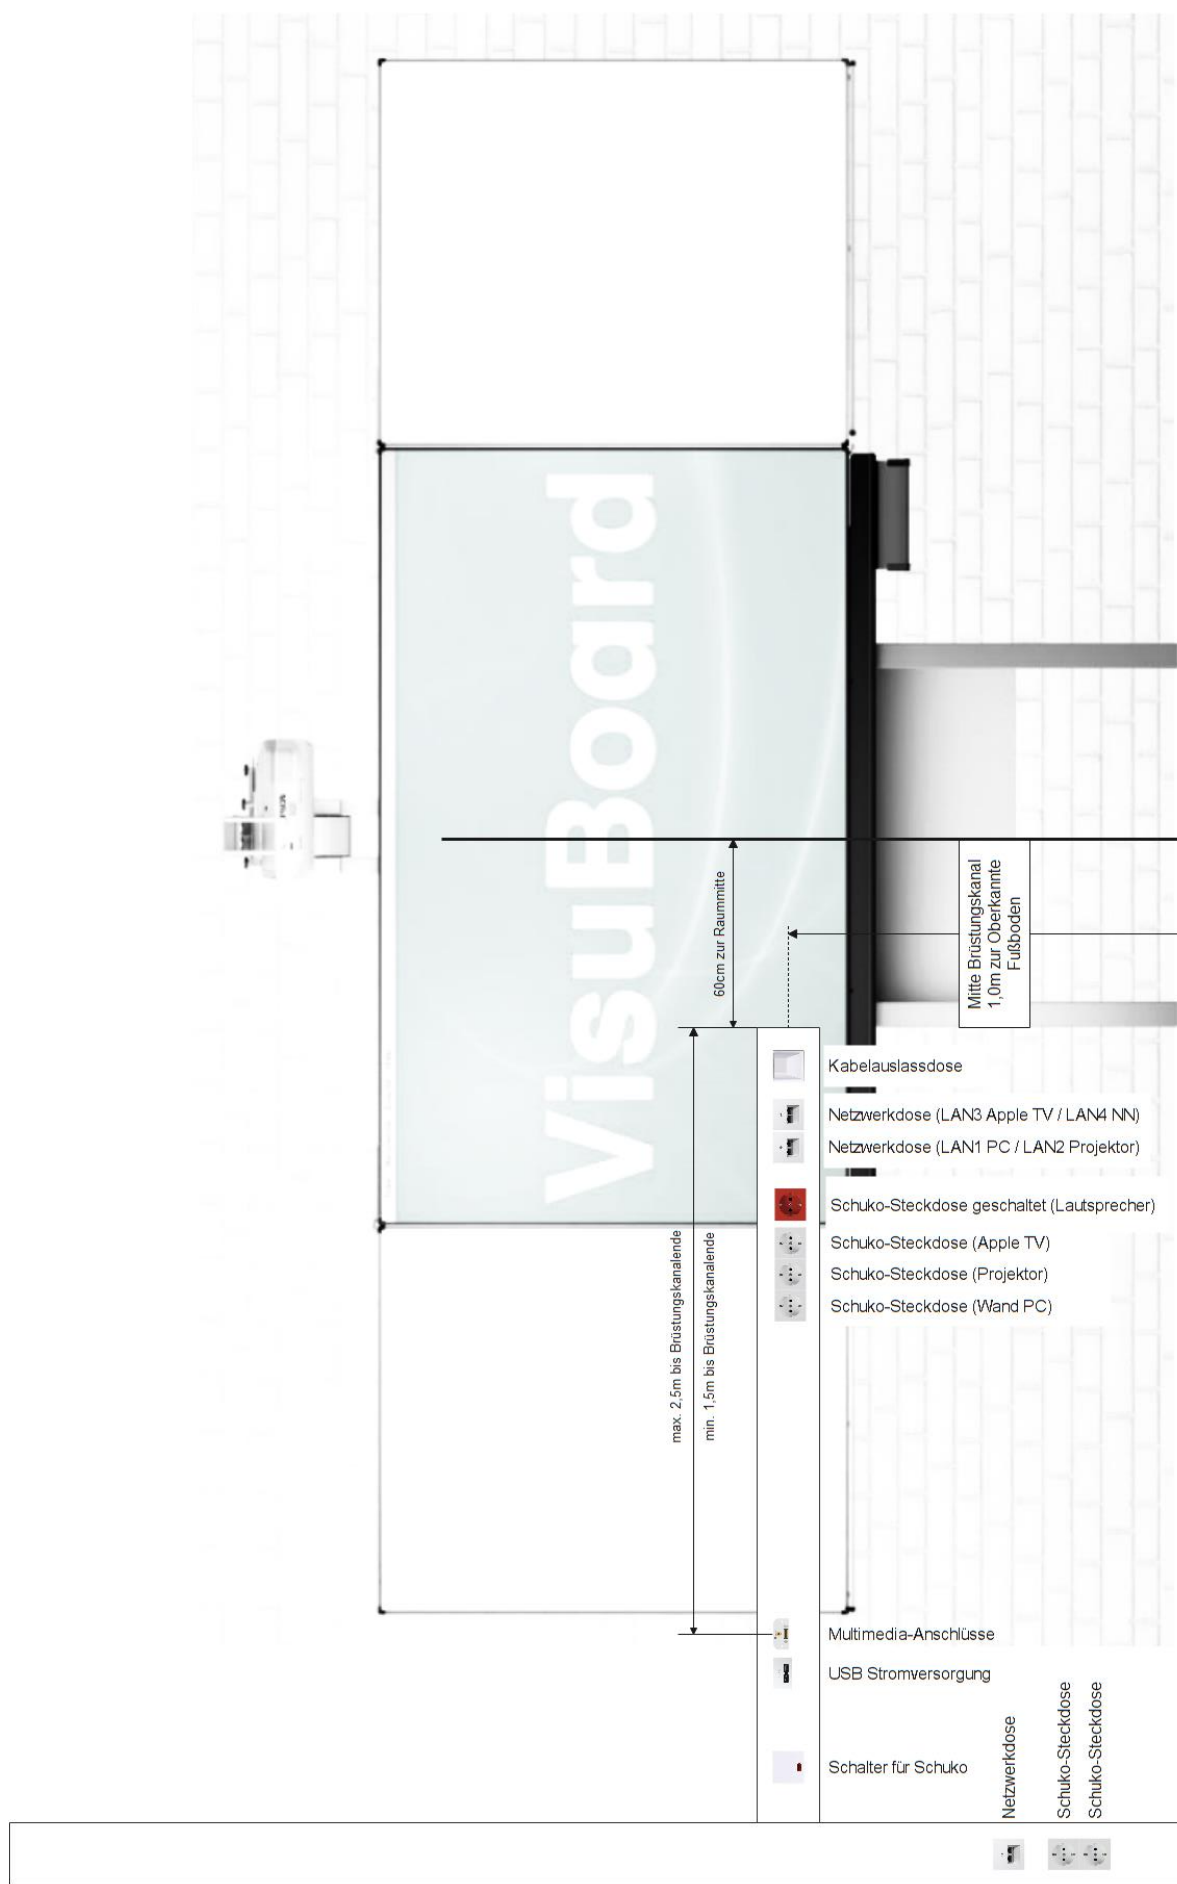 VisuBoard
60cm zur Raummitte
Mitte Brüstungskanal
1,0m zur Oberkannte
Fußboden
max. 2,5m bis Brüstungskanalende
min. 1,5m bis Brüstungskanalende
Kabelauslassdose
Netzwerkdose (LAN3 Apple TV / LAN4 NN)
Netzwerkdose (LAN1 PC / LAN2 Projektor)
Schuko-Steckdose geschaltet (Lautsprecher)
Schuko-Steckdose (Apple TV)
Schuko-Steckdose (Projektor)
Schuko-Steckdose (Wand PC)
Multimedia-Anschlüsse
USB Stromversorgung
Schalter für Schuko
Netzwerkdose
Schuko-Steckdose
Schuko-Steckdose